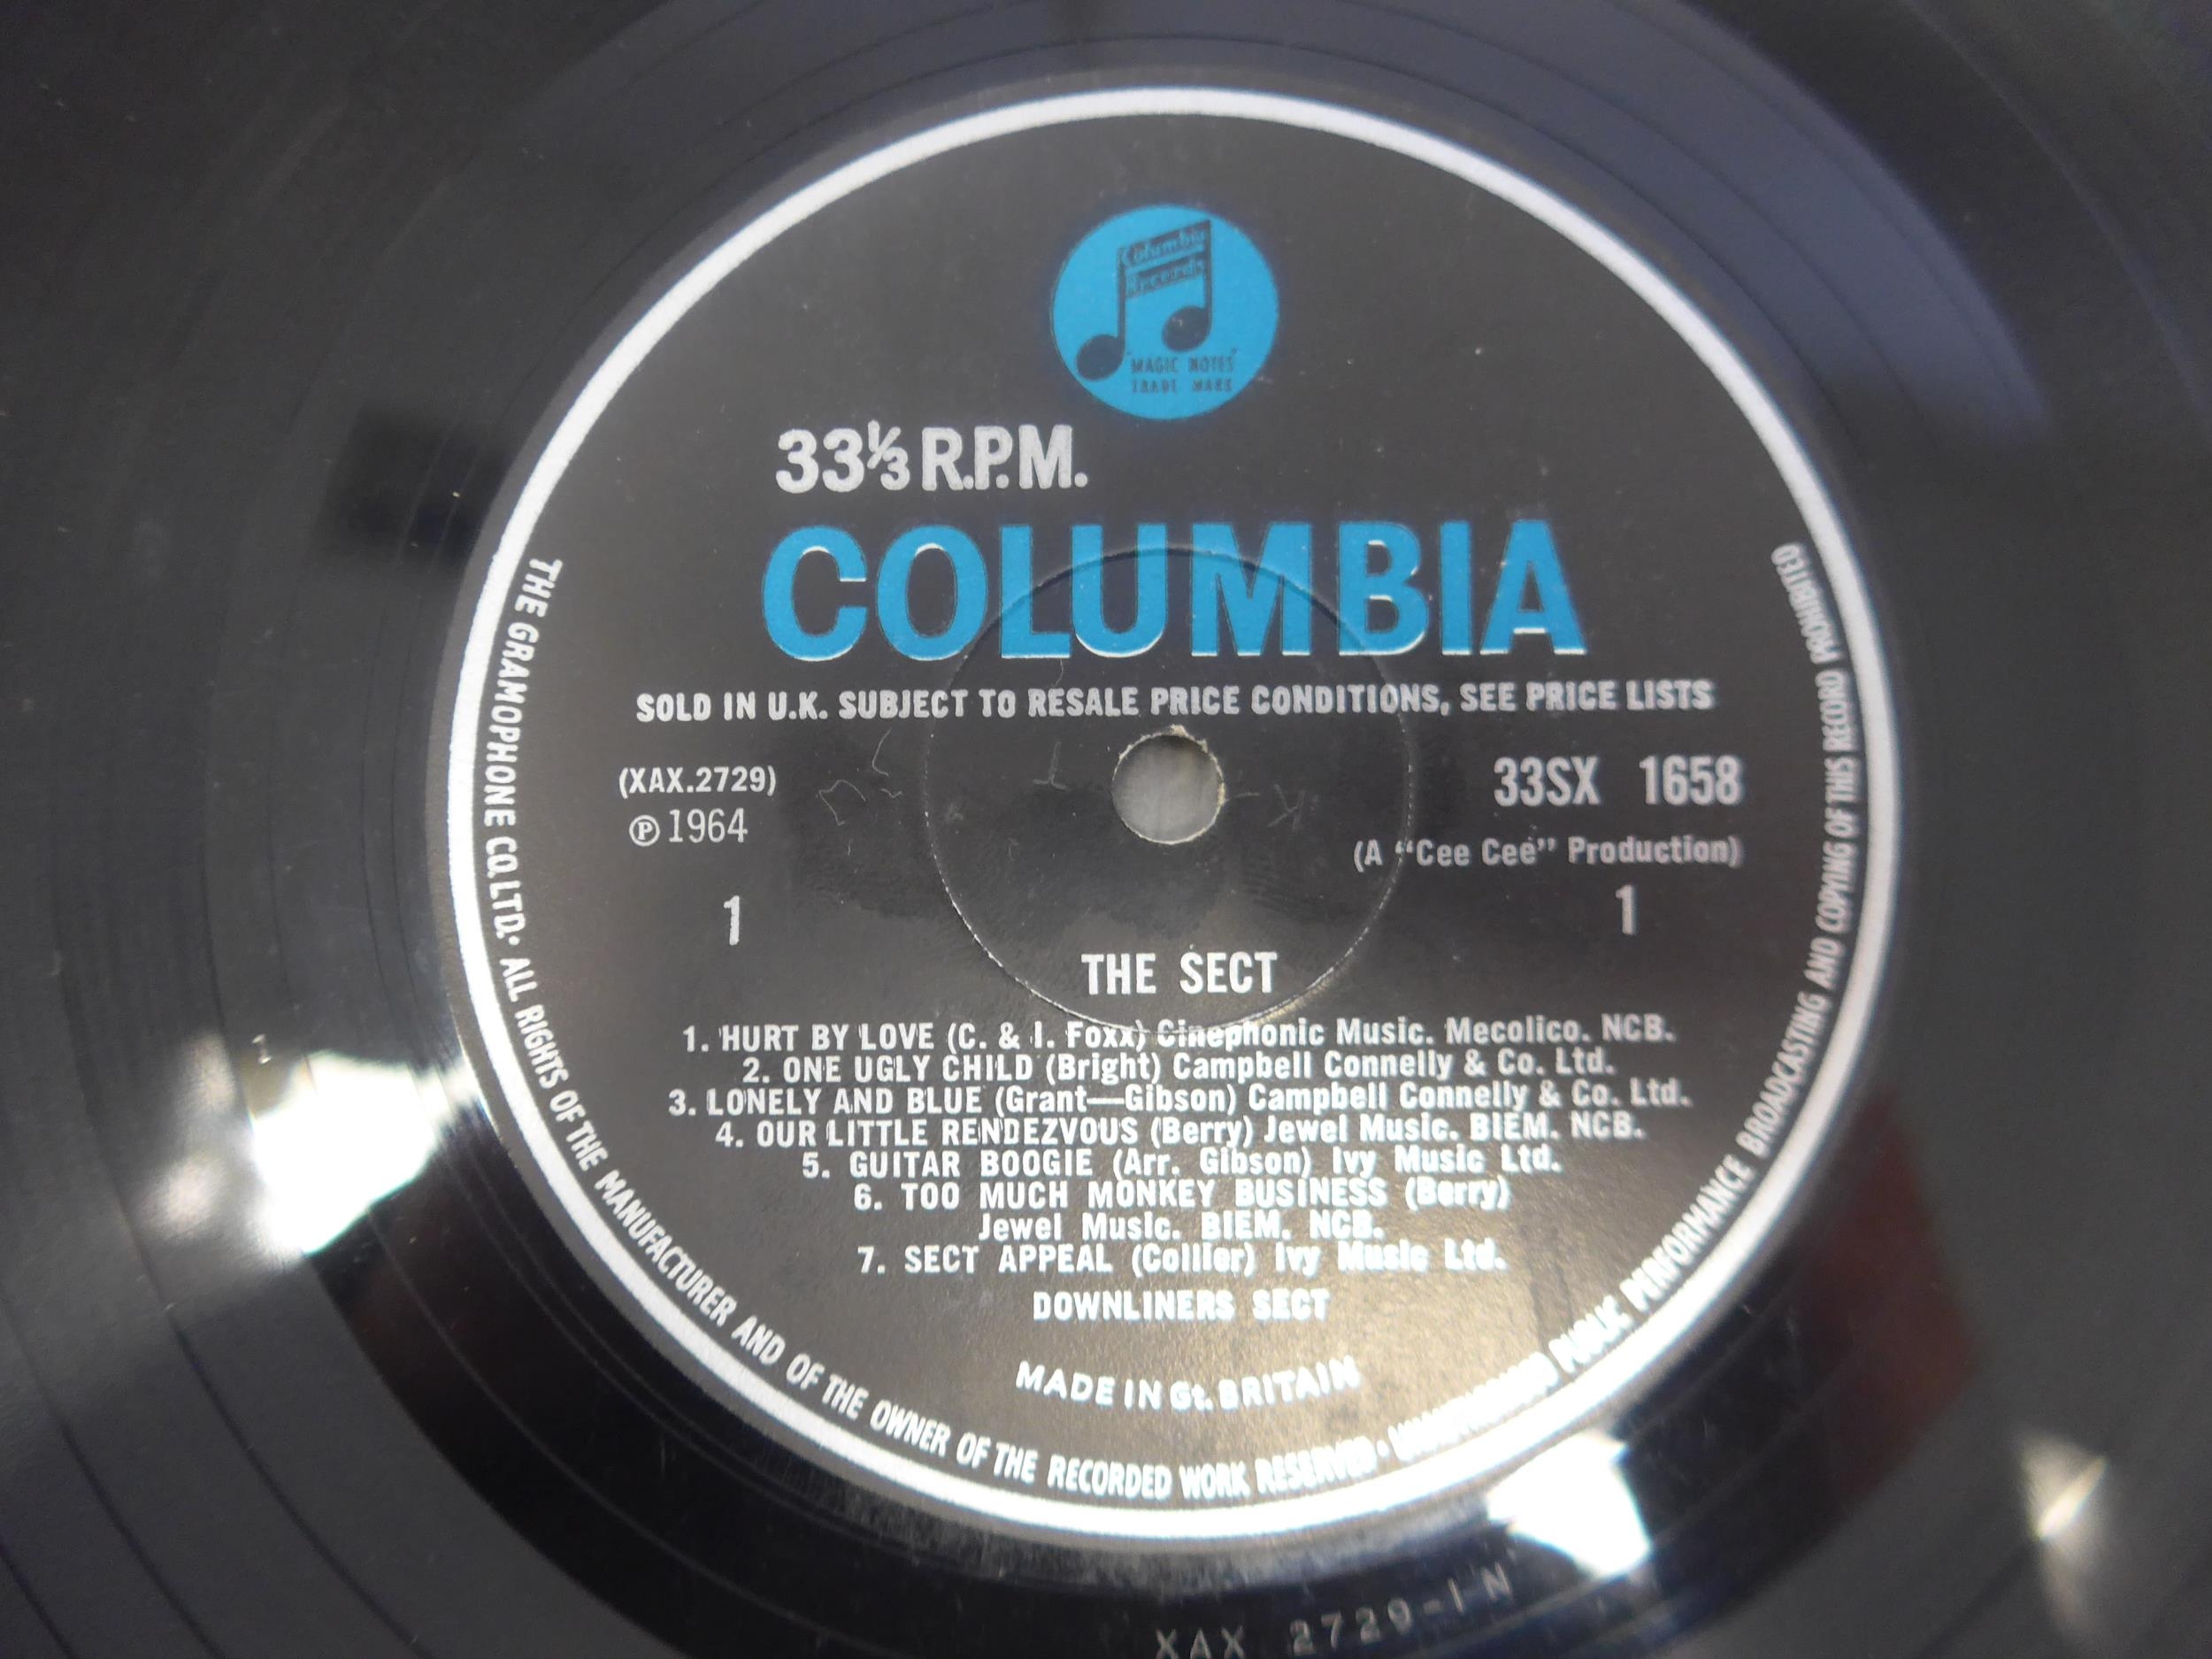 Columbia
Records
"MAGIC NOTES"
TRADE MARK
33⅓ R.P.M.
COLUMBIA
SOLD IN U.K. SUBJECT TO RESALE PRICE CONDITIONS, SEE PRICE LISTS
(XAX.2729)
℗ 1964
33SX 1658
(A “Cee Cee” Production)
1
1
THE SECT
1. HURT BY LOVE (C. & I. Foxx) Cinephonic Music. Mecolico. NCB.
2. ONE UGLY CHILD (Bright) Campbell Connelly & Co. Ltd.
3. LONELY AND BLUE (Grant—Gibson) Campbell Connelly & Co. Ltd.
4. OUR LITTLE RENDEZVOUS (Berry) Jewel Music. BIEM. NCB.
5. GUITAR BOOGIE (Arr. Gibson) Ivy Music Ltd.
6. TOO MUCH MONKEY BUSINESS (Berry)
Jewel Music. BIEM. NCB.
7. SECT APPEAL (Collier) Ivy Music Ltd.
DOWNLINERS SECT
MADE IN Gt. BRITAIN
THE GRAMOPHONE CO. LTD. • ALL RIGHTS OF THE MANUFACTURER AND OF THE OWNER OF THE RECORDED WORK RESERVED • UNAUTHORISED PUBLIC PERFORMANCE BROADCASTING AND COPYING OF THIS RECORD PROHIBITED
XAX 2729-1N